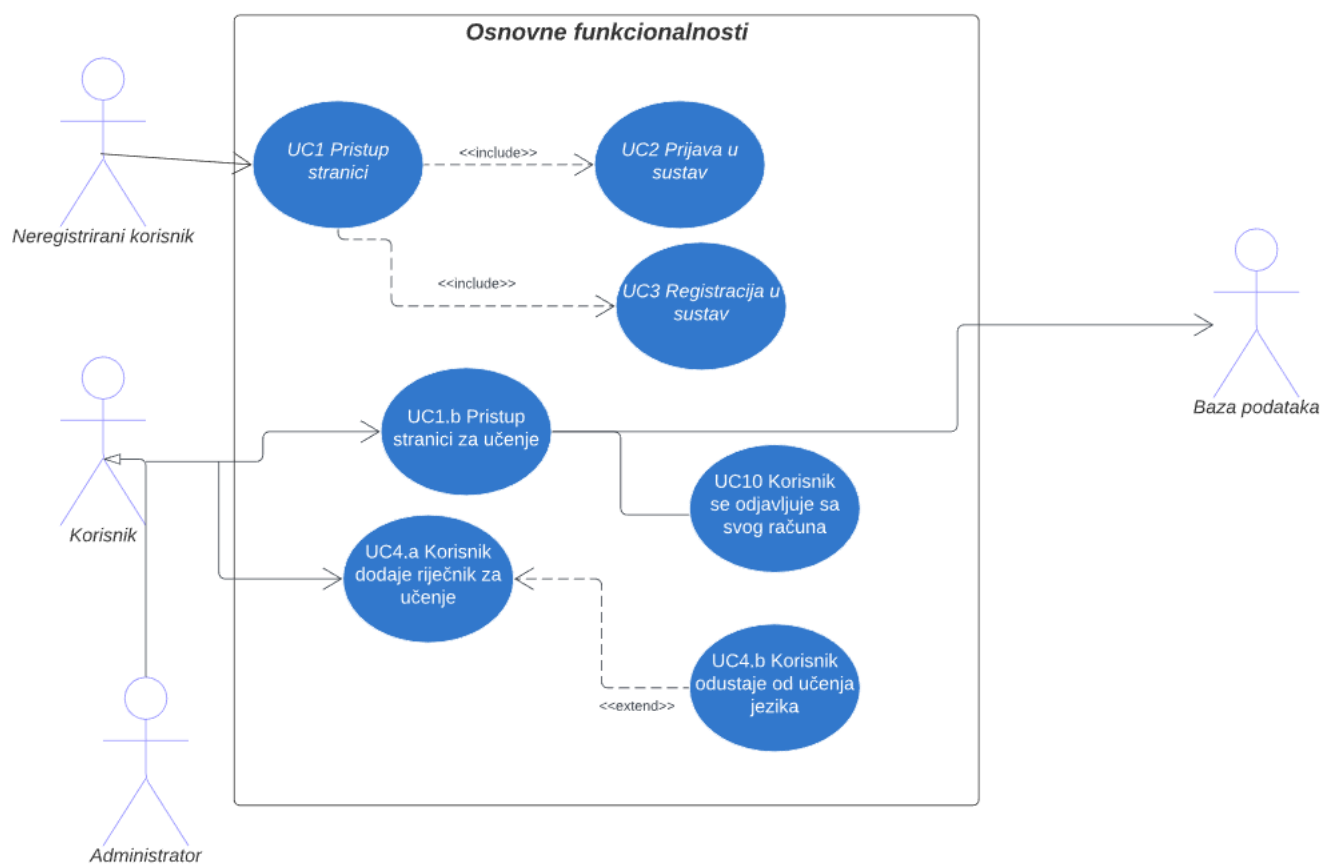 Osnovne funkcionalnosti
UC1 Pristup
stranici
<<include>>
UC2 Prijava u
sustav
Neregistrirani korisnik
<<include>>
UC3 Registracija u
sustav
Baza podataka
UC1.b Pristup
stranici za učenje
Korisnik
UC10 Korisnik
se odjavljuje sa
svog računa
UC4.a Korisnik
dodaje riječnik za
učenje
UC4.b Korisnik
odustaje od učenja
jezika
<<extend>>
Administrator